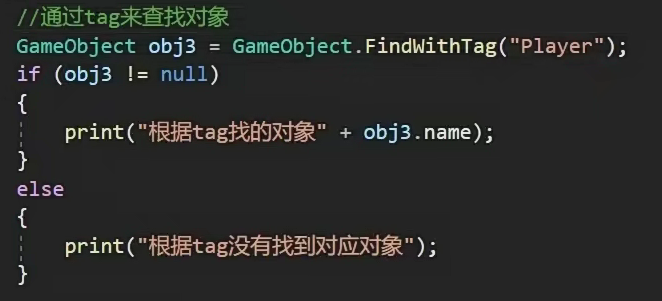 //通过tag来查找对象
GameObject obj3 = GameObject.FindWithTag("Player");
if (obj3 != null)
{
    print("根据tag找的对象" + obj3.name);
}
else
{
    print("根据tag没有找到对应对象");
}